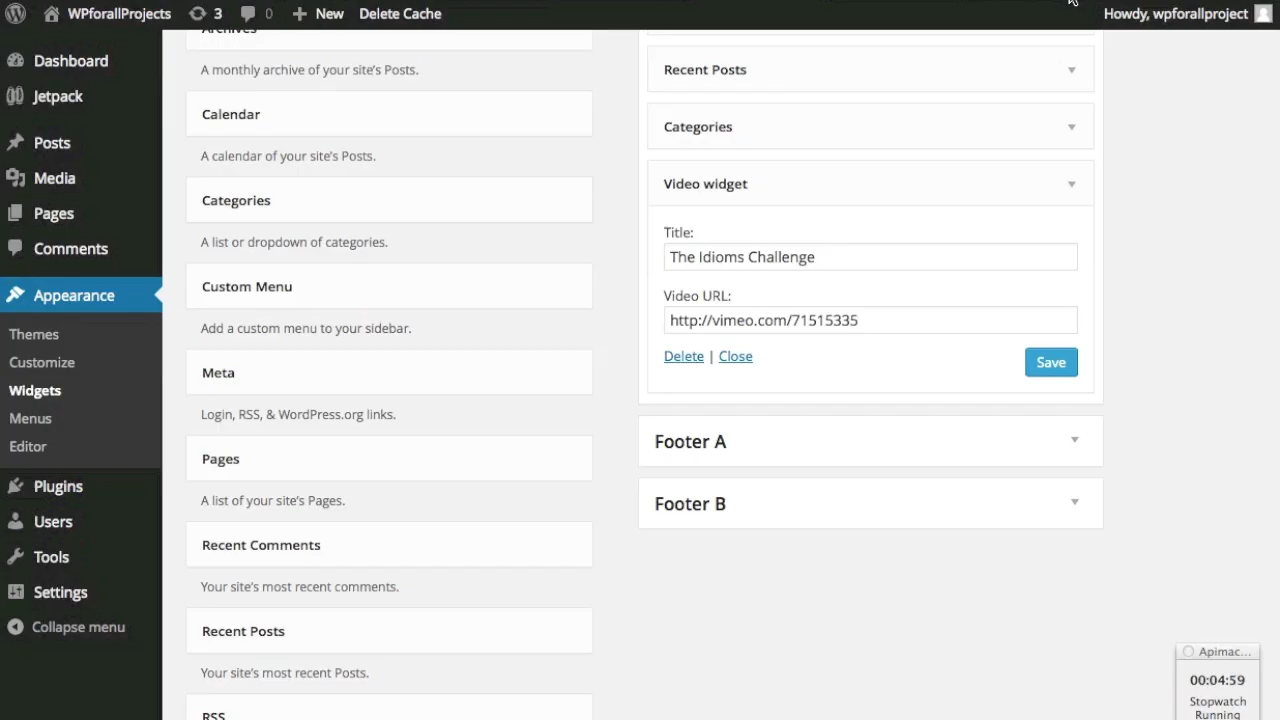 WPforallProjects 3 0 New Delete Cache Howdy, wpforallproject
Dashboard
Jetpack
Posts
Media
Pages
Comments
Appearance
Themes
Customize
Widgets
Menus
Editor
Plugins
Users
Tools
Settings
Collapse menu
Archives
A monthly archive of your site's Posts.
Calendar
A calendar of your site's Posts.
Categories
A list or dropdown of categories.
Custom Menu
Add a custom menu to your sidebar.
Meta
Login, RSS, & WordPress.org links.
Pages
A list of your site's Pages.
Recent Comments
Your site's most recent comments.
Recent Posts
Your site's most recent Posts.
RSS
Recent Posts
Categories
Video widget
Title:
The Idioms Challenge
Video URL:
http://vimeo.com/71515335
Delete | Close
Save
Footer A
Footer B
Apimac...
00:04:59
Stopwatch
Running